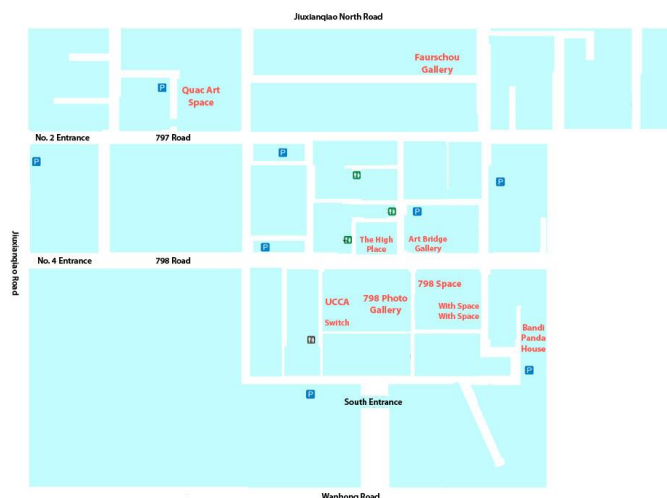 Jiuxianqiao North Road
Faurschou
Gallery
P
Quac Art
Space
No. 2 Entrance
797 Road
P
P
P
P
P
The High
Place
Art Bridge
Gallery
Jiuxianqiao Road
No. 4 Entrance
798 Road
798 Space
UCCA
798 Photo
Gallery
With Space
With Space
Switch
Bandi
Panda
House
P
P
South Entrance
Wanhong Road